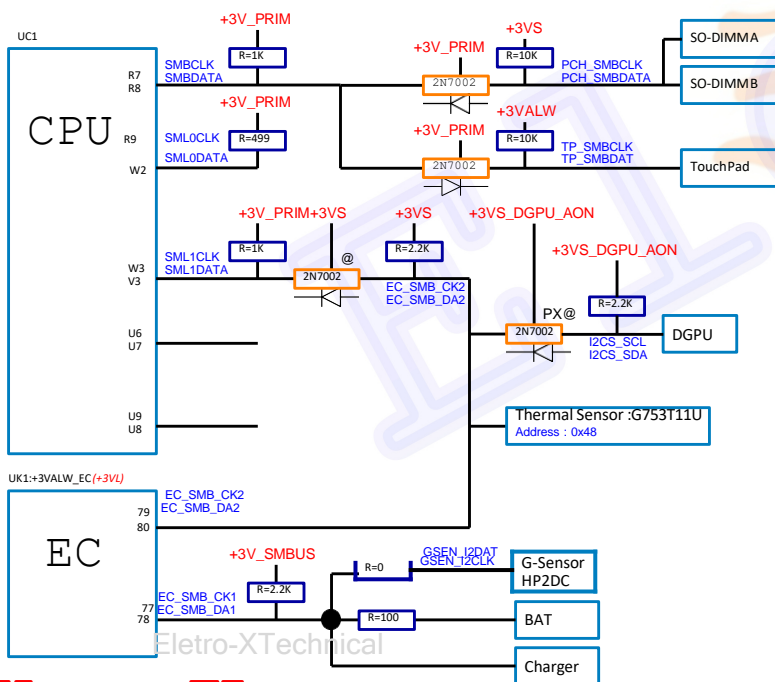 UC1
+3V_PRIM
+3VS
SMBCLK
SMBDATA
R=1K
R7
R8
+3V_PRIM
2N7002
R=10K
PCH_SMBCLK
PCH_SMBDATA
SO-DIMMA
SO-DIMMB
CPU
+3V_PRIM
R9
SML0CLK
R=499
W2
SML0DATA
+3V_PRIM
2N7002
+3VALW
R=10K
TP_SMBCLK
TP_SMBDAT
TouchPad
+3V_PRIM+3VS
+3VS
+3VS_DGPU_AON
W3
V3
SML1CLK
SML1DATA
R=1K
@
2N7002
R=2.2K
EC_SMB_CK2
EC_SMB_DA2
+3VS_DGPU_AON
R=2.2K
PX@
2N7002
I2CS_SCL
I2CS_SDA
DGPU
U6
U7
U9
U8
Thermal Sensor :G753T11U
Address : 0x48
UK1:+3VALW_EC(+3VL)
79
80
EC_SMB_CK2
EC_SMB_DA2
EC
+3V_SMBUS
77
78
EC_SMB_CK1
EC_SMB_DA1
R=2.2K
R=0
GSEN_I2DAT
GSEN_I2CLK
G-Sensor
HP2DC
R=100
BAT
Charger
Eletro-XTechnical